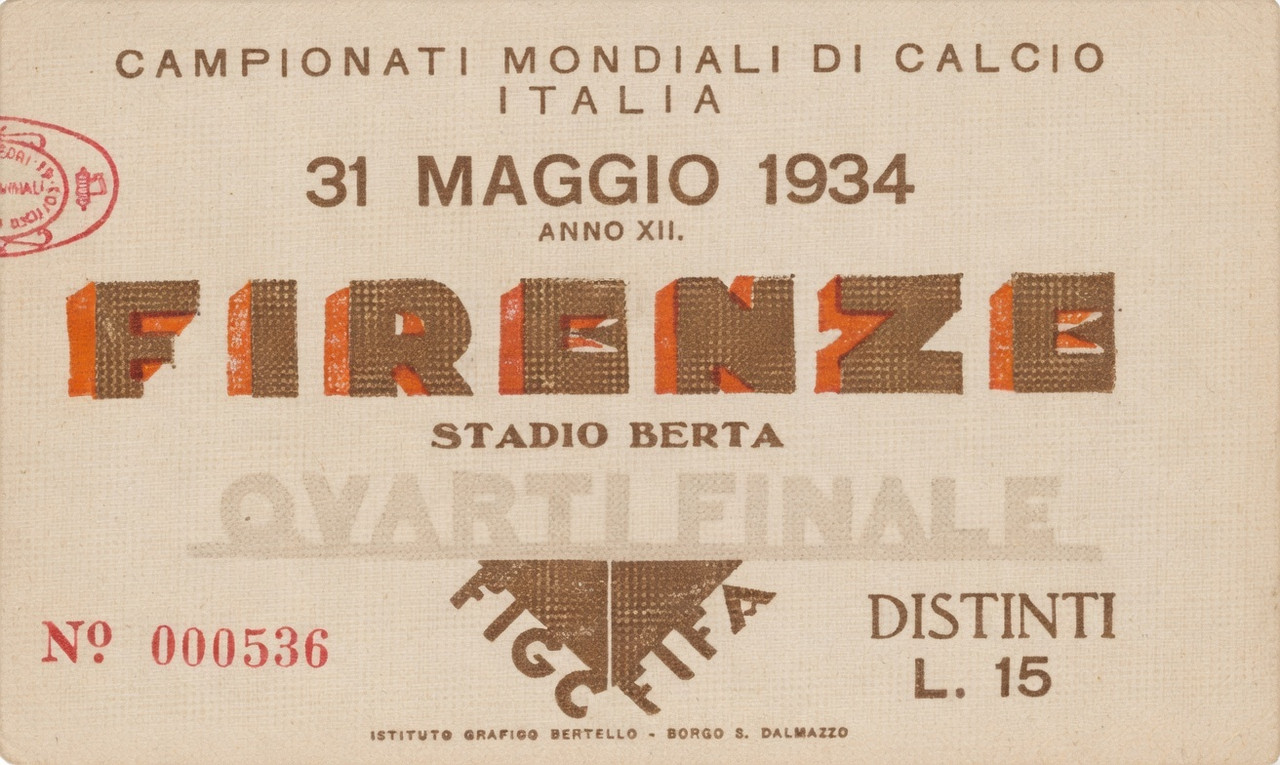 CAMPIONATI MONDIALI DI CALCIO
ITALIA
31 MAGGIO 1934
ANNO XII.
FIRENZE
STADIO BERTA
QVARTI FINALE
FIGC FIFA
Nº 000536
DISTINTI
L. 15
ISTITUTO GRAFICO BERTELLO - BORGO S. DALMAZZO